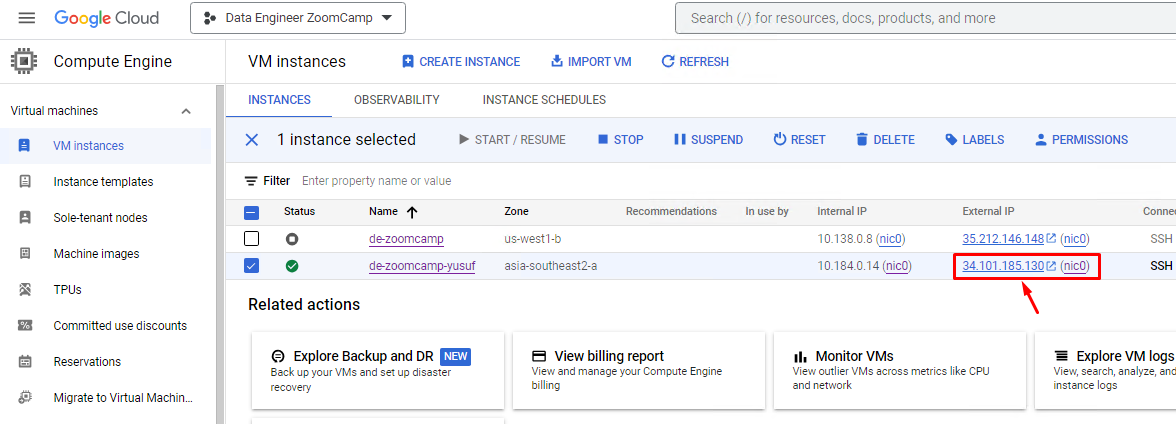 Google Cloud
Data Engineer ZoomCamp
Search (/) for resources, docs, products, and more
Compute Engine
VM instances
CREATE INSTANCE
IMPORT VM
REFRESH
Virtual machines
VM instances
Instance templates
Sole-tenant nodes
Machine images
TPUs
Committed use discounts
Reservations
Migrate to Virtual Machin...
INSTANCES
OBSERVABILITY
INSTANCE SCHEDULES
1 instance selected
START / RESUME
STOP
SUSPEND
RESET
DELETE
LABELS
PERMISSIONS
Filter Enter property name or value
Status Name Zone Recommendations In use by Internal IP External IP Conne
de-zoomcamp us-west1-b 10.138.0.8 (nic0) 35.212.146.148 (nic0) SSH
de-zoomcamp-yusuf asia-southeast2-a 10.184.0.14 (nic0) 34.101.185.130 (nic0) SSH
Related actions
Explore Backup and DR NEW
Back up your VMs and set up disaster
recovery
View billing report
View and manage your Compute Engine
billing
Monitor VMs
View outlier VMs across metrics like CPU
and network
Explore VM logs
View, search, analyze, and
instance logs